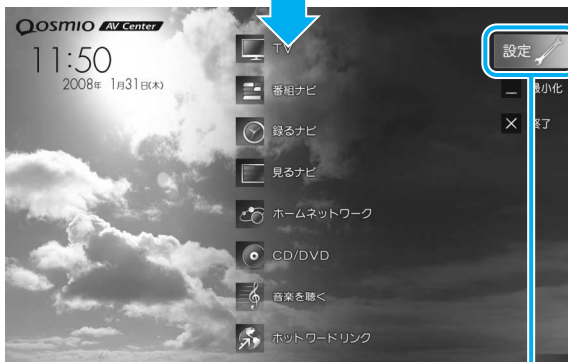 Qosmio AV Center
11:50
2008年 1月31日(木)
TV
番組ナビ
録るナビ
見るナビ
ホームネットワーク
CD/DVD
音楽を聴く
ホットワードリンク
設定
最小化
終了